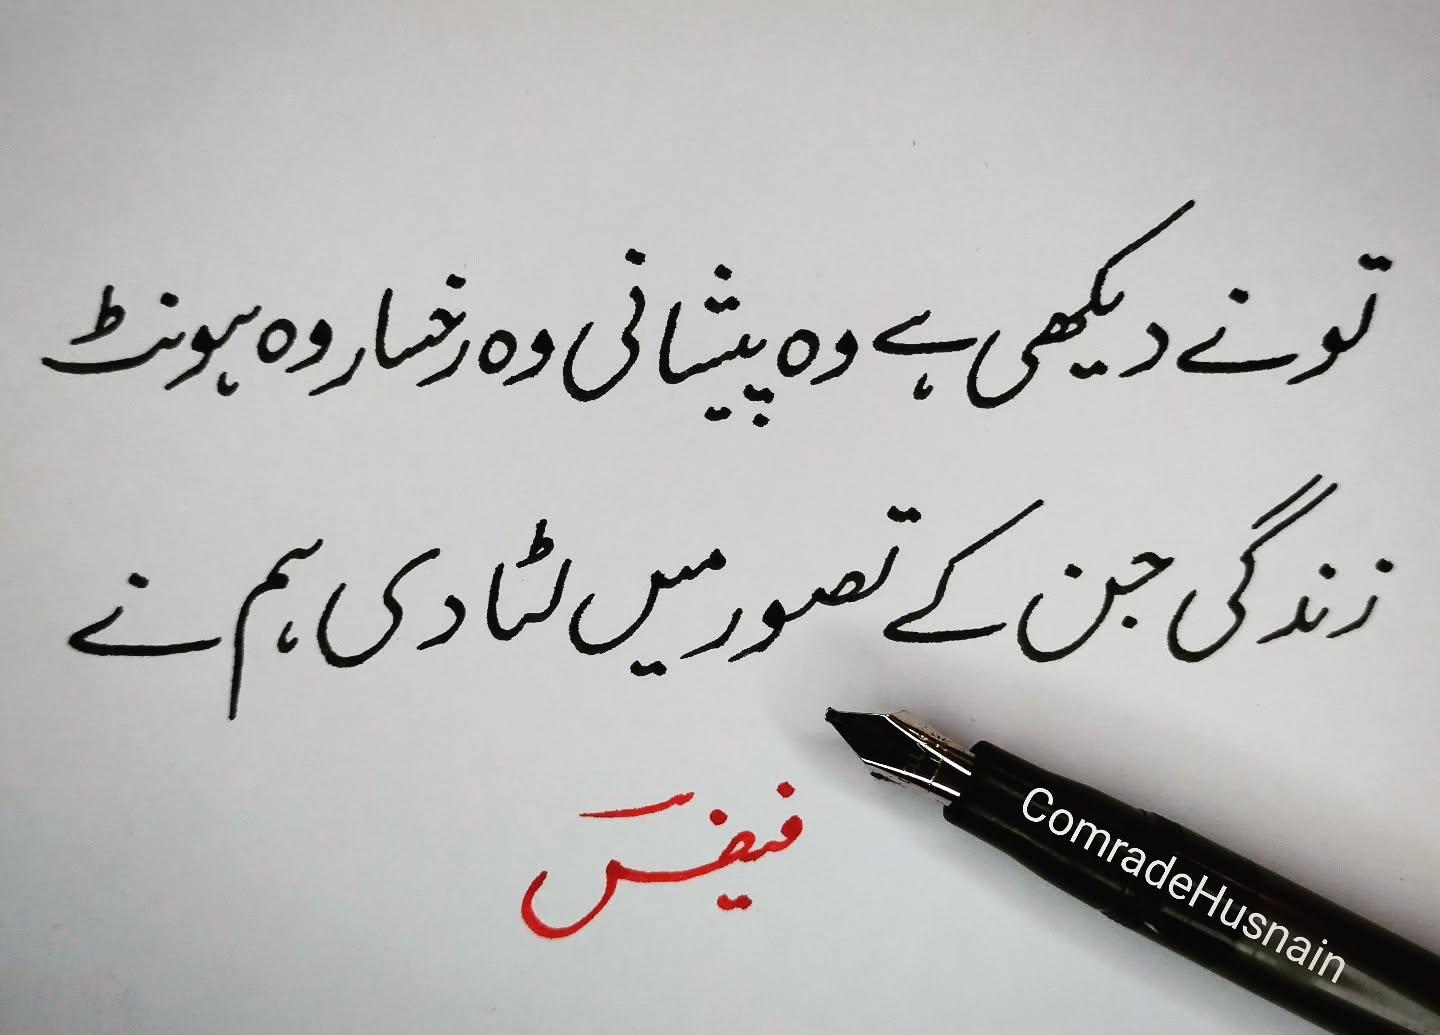 تو نے دیکھی ہے وہ پیشانی وہ رخسار وہ ہونٹ
زندگی جن کے تصور میں لٹا دی ہم نے
فیضؔ
ComradeHusnain